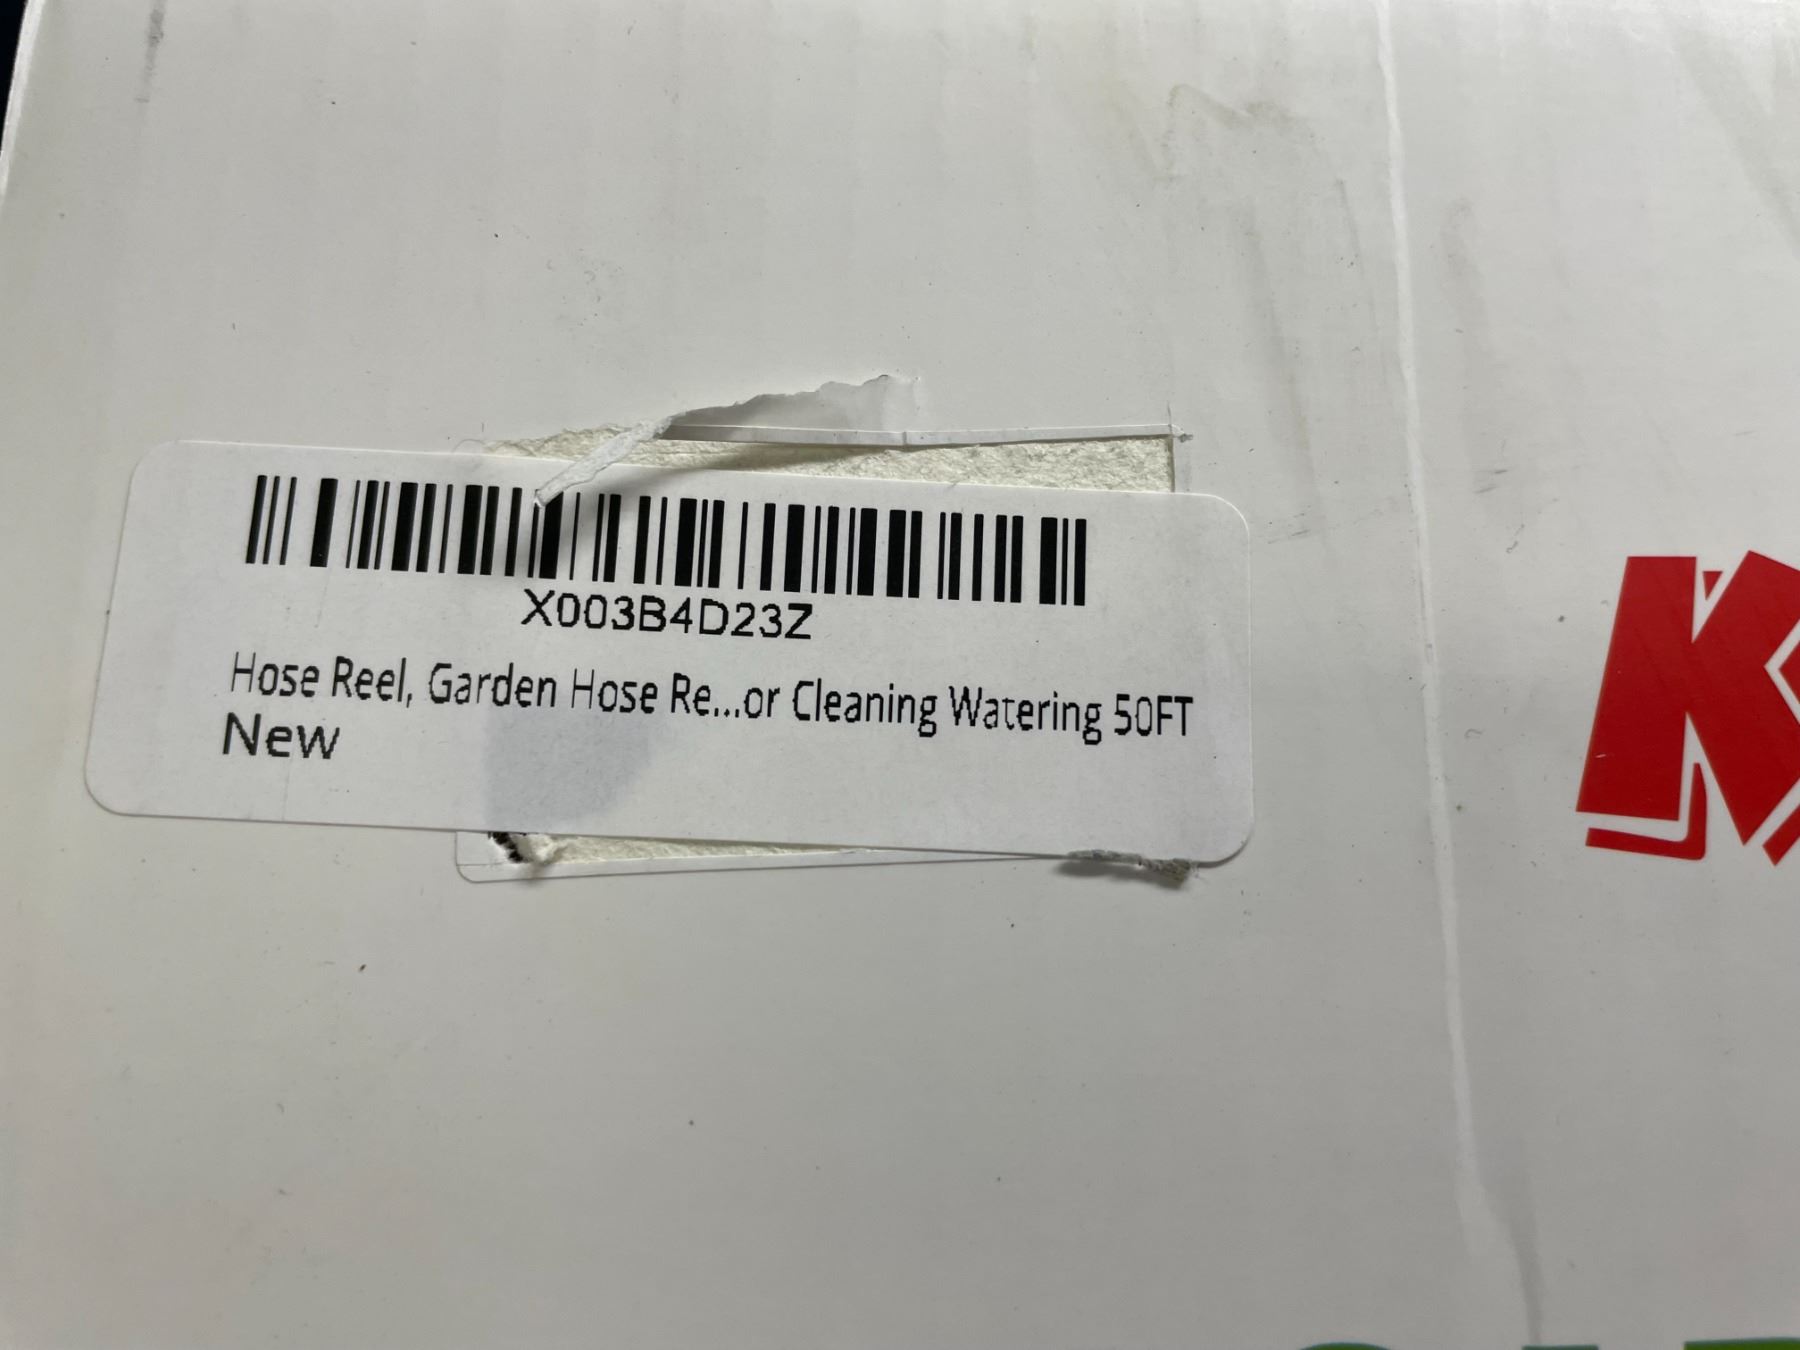 X003B4D23Z
Hose Reel, Garden Hose Re...or Cleaning Watering 50FT
New
K